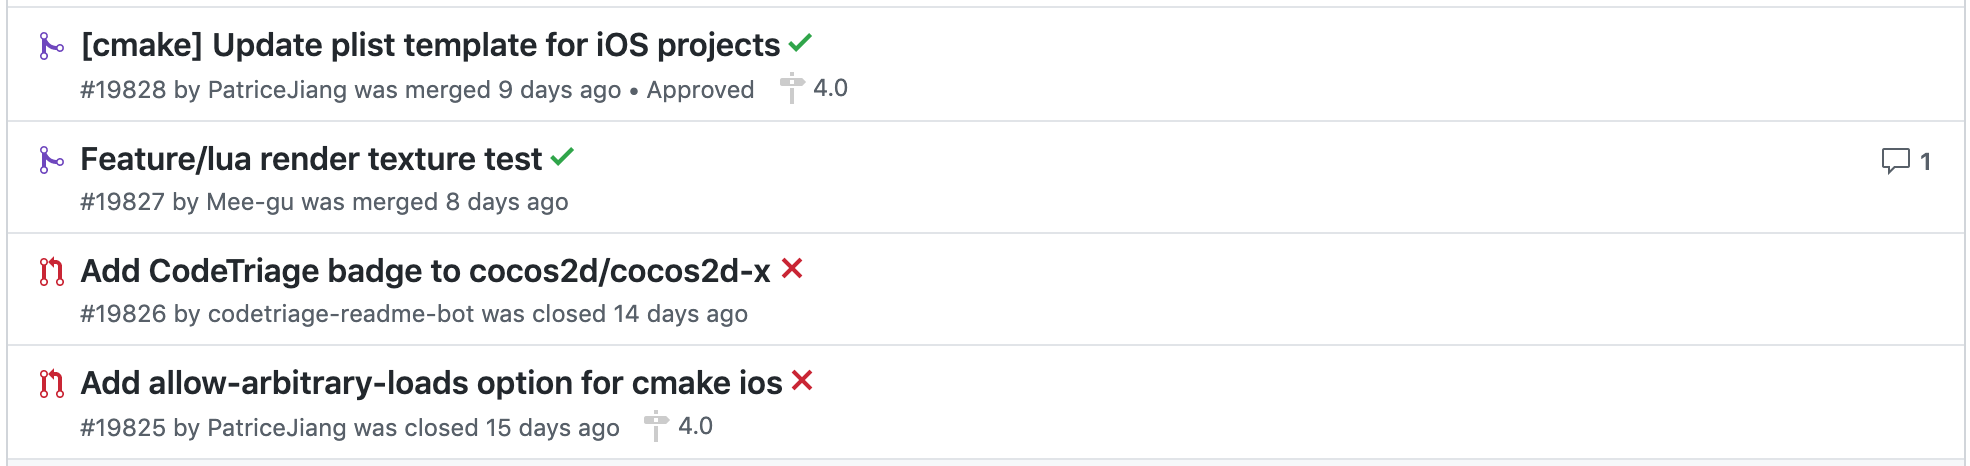 [cmake] Update plist template for iOS projects
#19828 by PatriceJiang was merged 9 days ago • Approved 4.0
Feature/lua render texture test
1
#19827 by Mee-gu was merged 8 days ago
Add CodeTriage badge to cocos2d/cocos2d-x
#19826 by codetriage-readme-bot was closed 14 days ago
Add allow-arbitrary-loads option for cmake ios
#19825 by PatriceJiang was closed 15 days ago 4.0